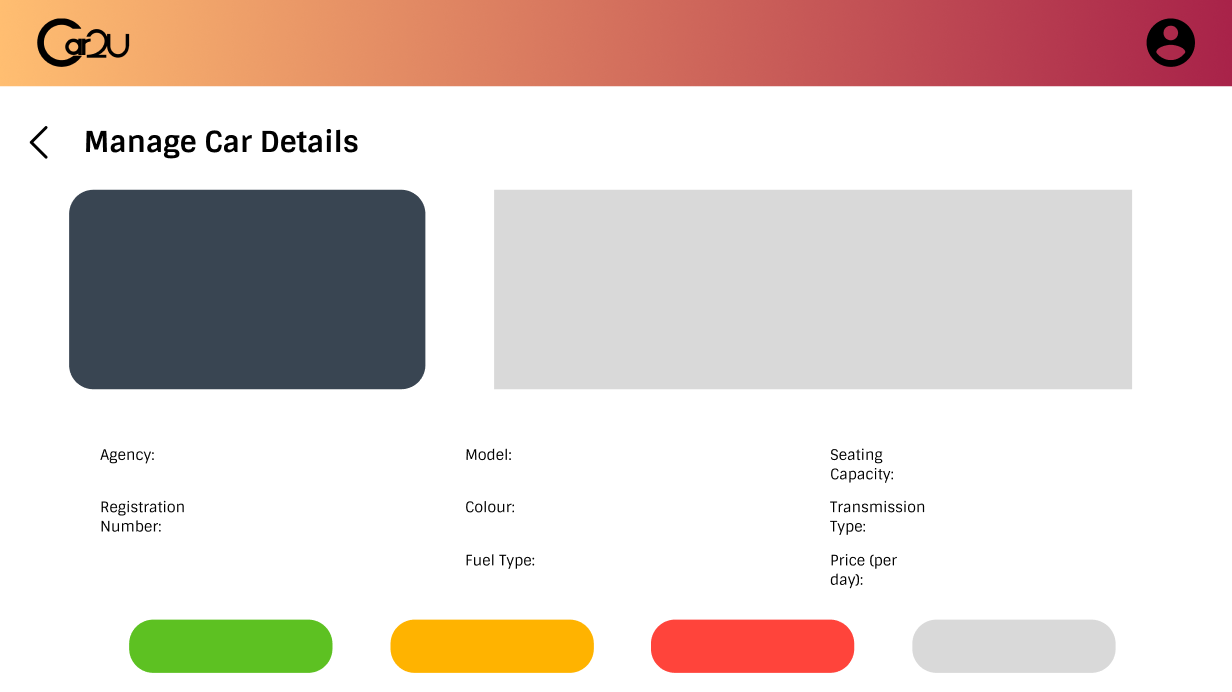 Car2U
Manage Car Details
Agency:
Model:
Seating
Capacity:
Registration
Number:
Colour:
Transmission
Type:
Fuel Type:
Price (per
day):